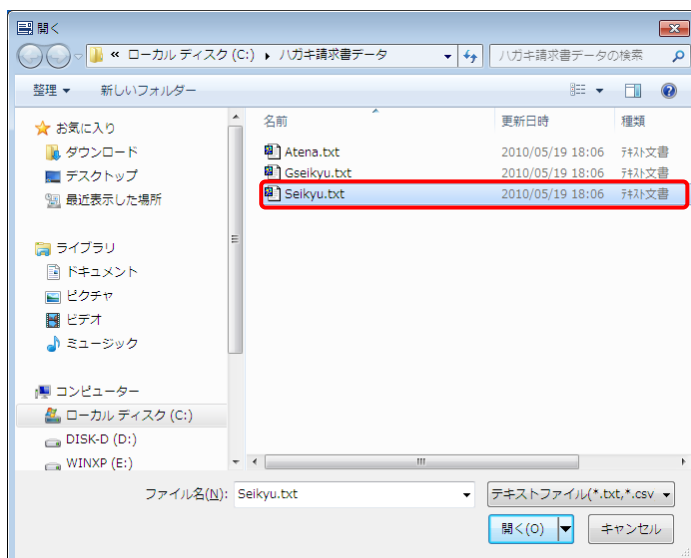 開く
« ローカル ディスク (C:) ▸ ハガキ請求書データ
ハガキ請求書データの検索
整理 ▼ 新しいフォルダー
名前 更新日時 種類
Atena.txt 2010/05/19 18:06 テキスト文書
Gseikyu.txt 2010/05/19 18:06 テキスト文書
Seikyu.txt 2010/05/19 18:06 テキスト文書
お気に入り
ダウンロード
デスクトップ
最近表示した場所
ライブラリ
ドキュメント
ピクチャ
ビデオ
ミュージック
コンピューター
ローカル ディスク (C:)
DISK-D (D:)
WINXP (E:)
ファイル名(N): Seikyu.txt
テキストファイル(*.txt,*.csv
開く(O) キャンセル